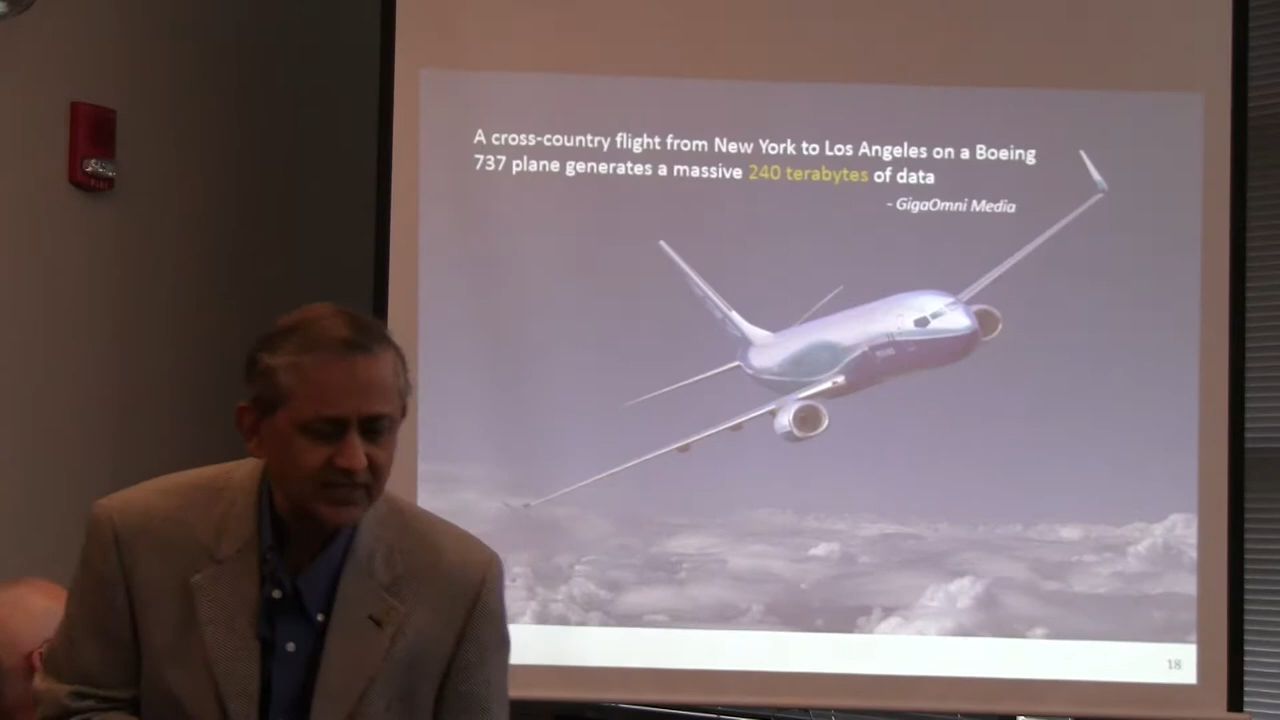 A cross-country flight from New York to Los Angeles on a Boeing
737 plane generates a massive 240 terabytes of data
- GigaOmni Media
18